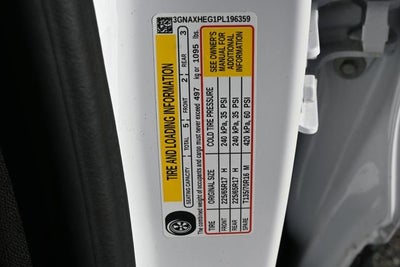 3GNAXHEG1PL196359
TIRE AND LOADING INFORMATION
SEATING CAPACITY TOTAL 5 FRONT 2 REAR 3
The combined weight of occupants and cargo must never exceed 497 kg or 1095 lbs.
TIRE ORIGINAL SIZE COLD TIRE PRESSURE
FRONT 225/65R17 H 240 kPa, 35 PSI
REAR 225/65R17 H 240 kPa, 35 PSI
SPARE T135/70R16 M 420 kPa, 60 PSI
SEE OWNER'S
MANUAL FOR
ADDITIONAL
INFORMATION